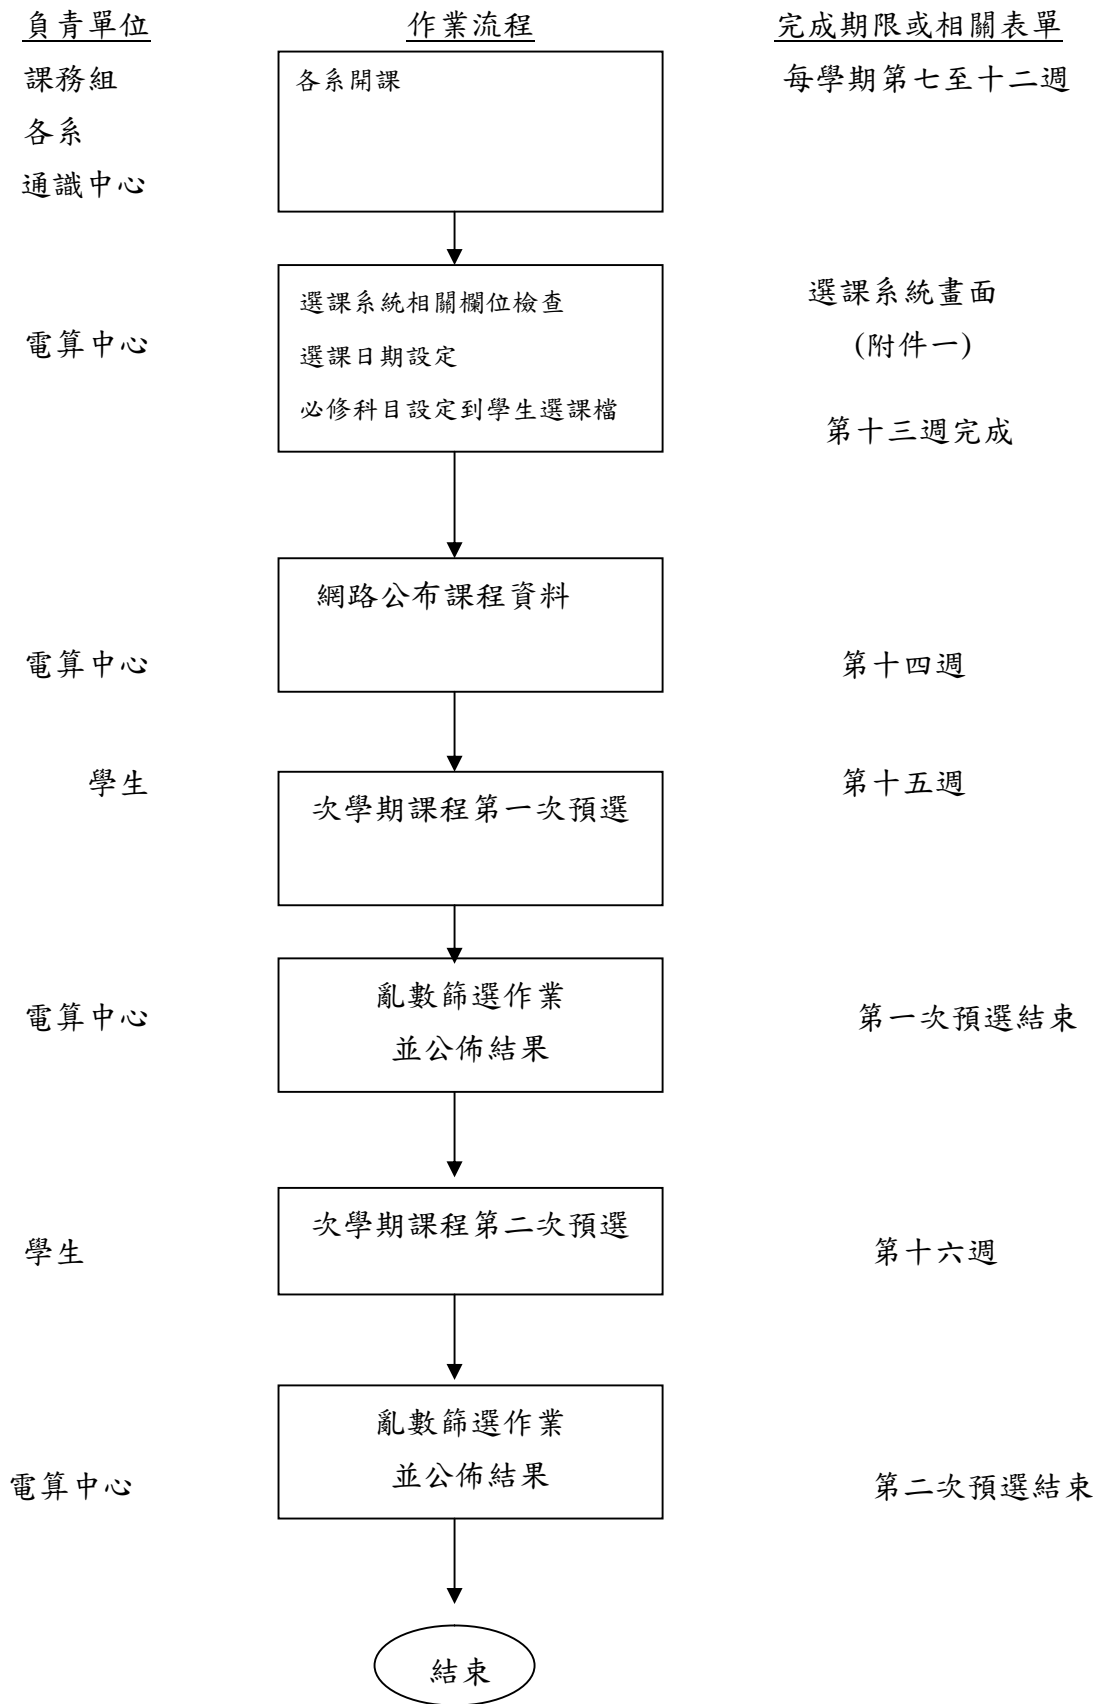 負青單位 作業流程 完成期限或相關表單
課務組 各系開課 每學期第七至十二週
各系
通識中心
選課系統相關欄位檢查 選課系統畫面
電算中心 選課日期設定 (附件一)
必修科目設定到學生選課檔 第十三週完成
網路公布課程資料
電算中心 第十四週
學生 次學期課程第一次預選 第十五週
亂數篩選作業
電算中心 並公佈結果 第一次預選結束
次學期課程第二次預選
學生 第十六週
亂數篩選作業
並公佈結果
電算中心 第二次預選結束
結束